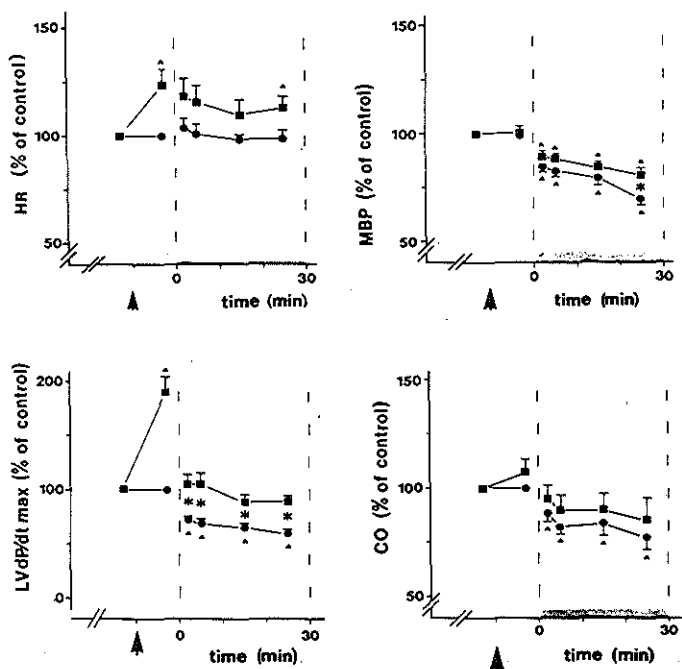 150
100
50
HR (% of control)
0
30
time (min)
150
100
50
MBP (% of control)
0
30
time (min)
200
100
0
LVdP/dt max (% of control)
0
30
time (min)
150
100
50
CO (% of control)
0
30
time (min)